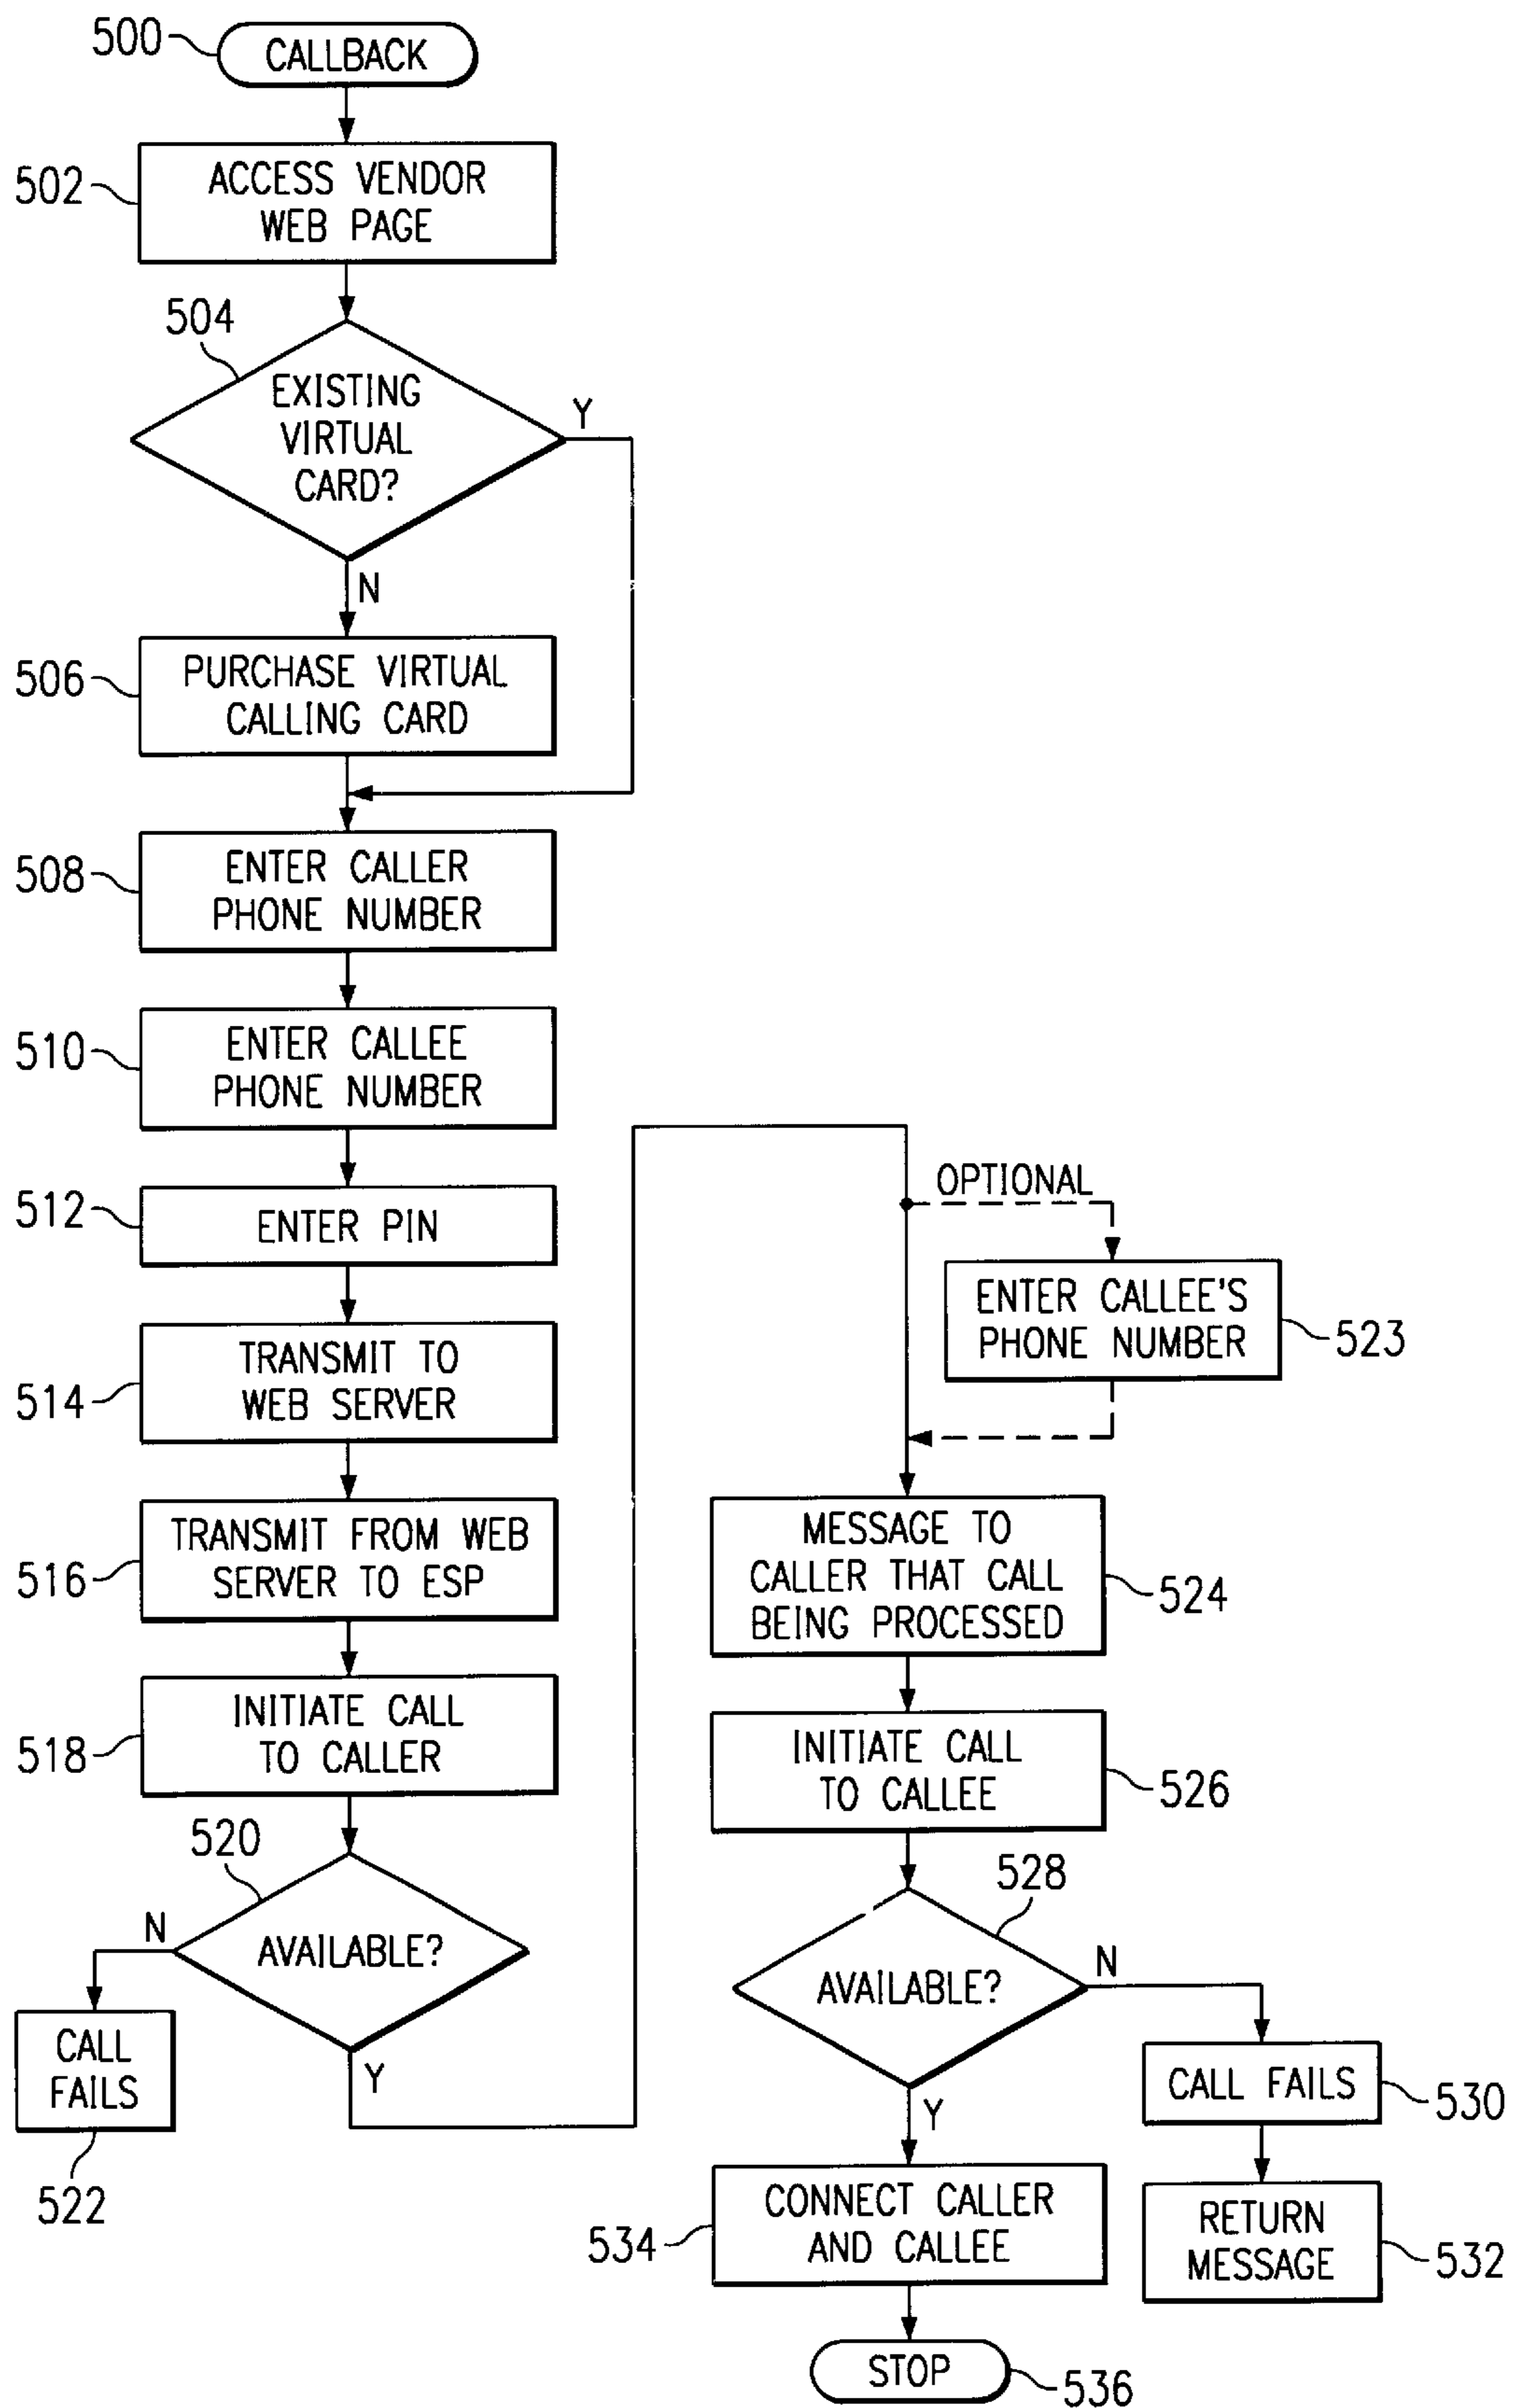 500
CALLBACK
502
ACCESS VENDOR
WEB PAGE
504
EXISTING
VIRTUAL
CARD?
Y
N
506
PURCHASE VIRTUAL
CALLING CARD
508
ENTER CALLER
PHONE NUMBER
510
ENTER CALLEE
PHONE NUMBER
512
ENTER PIN
514
TRANSMIT TO
WEB SERVER
516
TRANSMIT FROM WEB
SERVER TO ESP
518
INITIATE CALL
TO CALLER
520
AVAILABLE?
N
Y
CALL
FAILS
522
OPTIONAL
ENTER CALLEE'S
PHONE NUMBER
523
MESSAGE TO
CALLER THAT CALL
BEING PROCESSED
524
INITIATE CALL
TO CALLEE
526
528
AVAILABLE?
N
Y
CALL FAILS
530
RETURN
MESSAGE
532
534
CONNECT CALLER
AND CALLEE
STOP
536